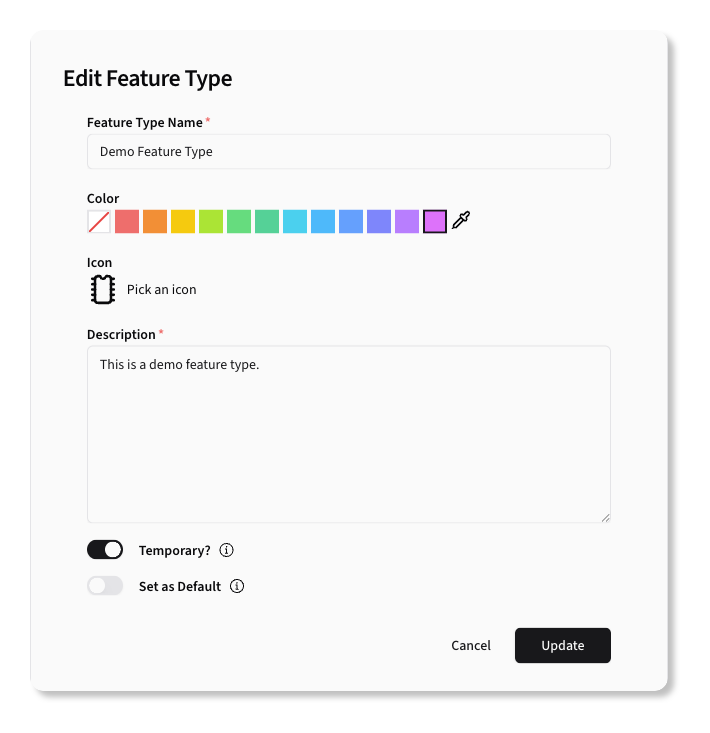 Edit Feature Type
Feature Type Name *
Demo Feature Type
Color
Icon
Pick an icon
Description *
This is a demo feature type.
Temporary?
Set as Default
Cancel Update